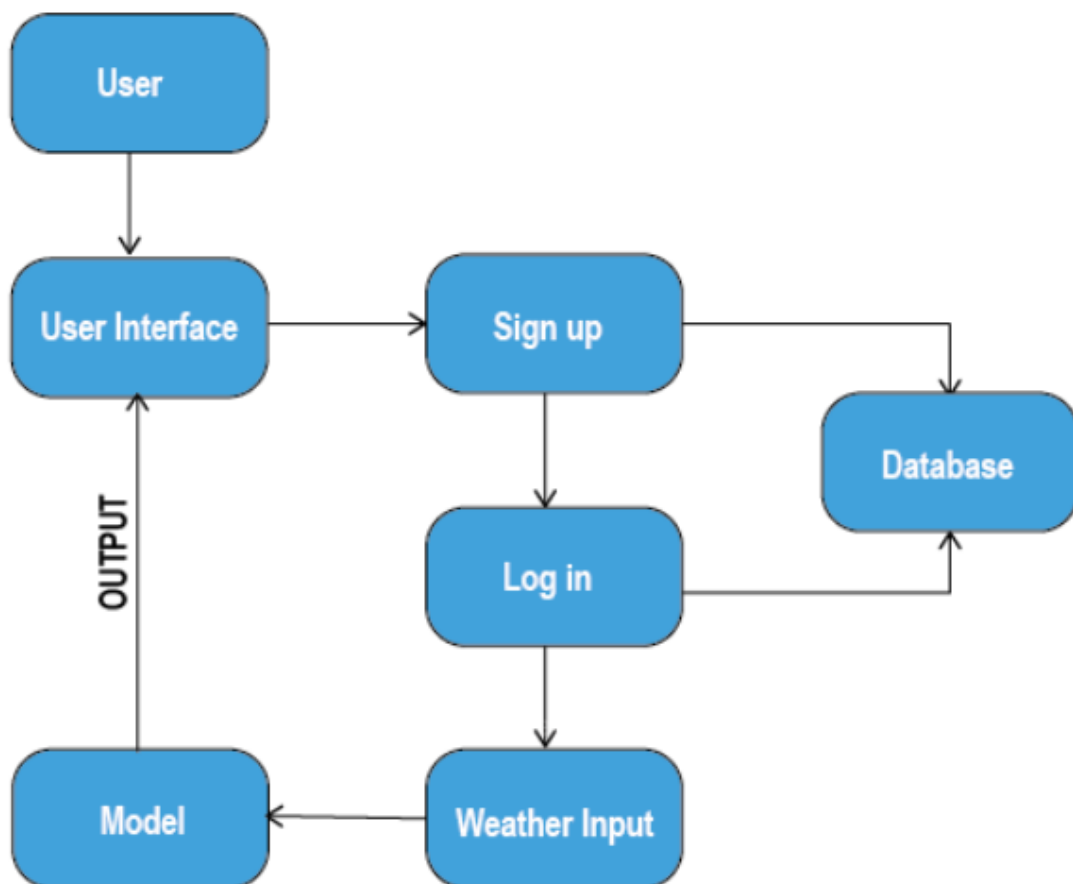 User
User Interface
Sign up
Database
Log in
OUTPUT
Model
Weather Input